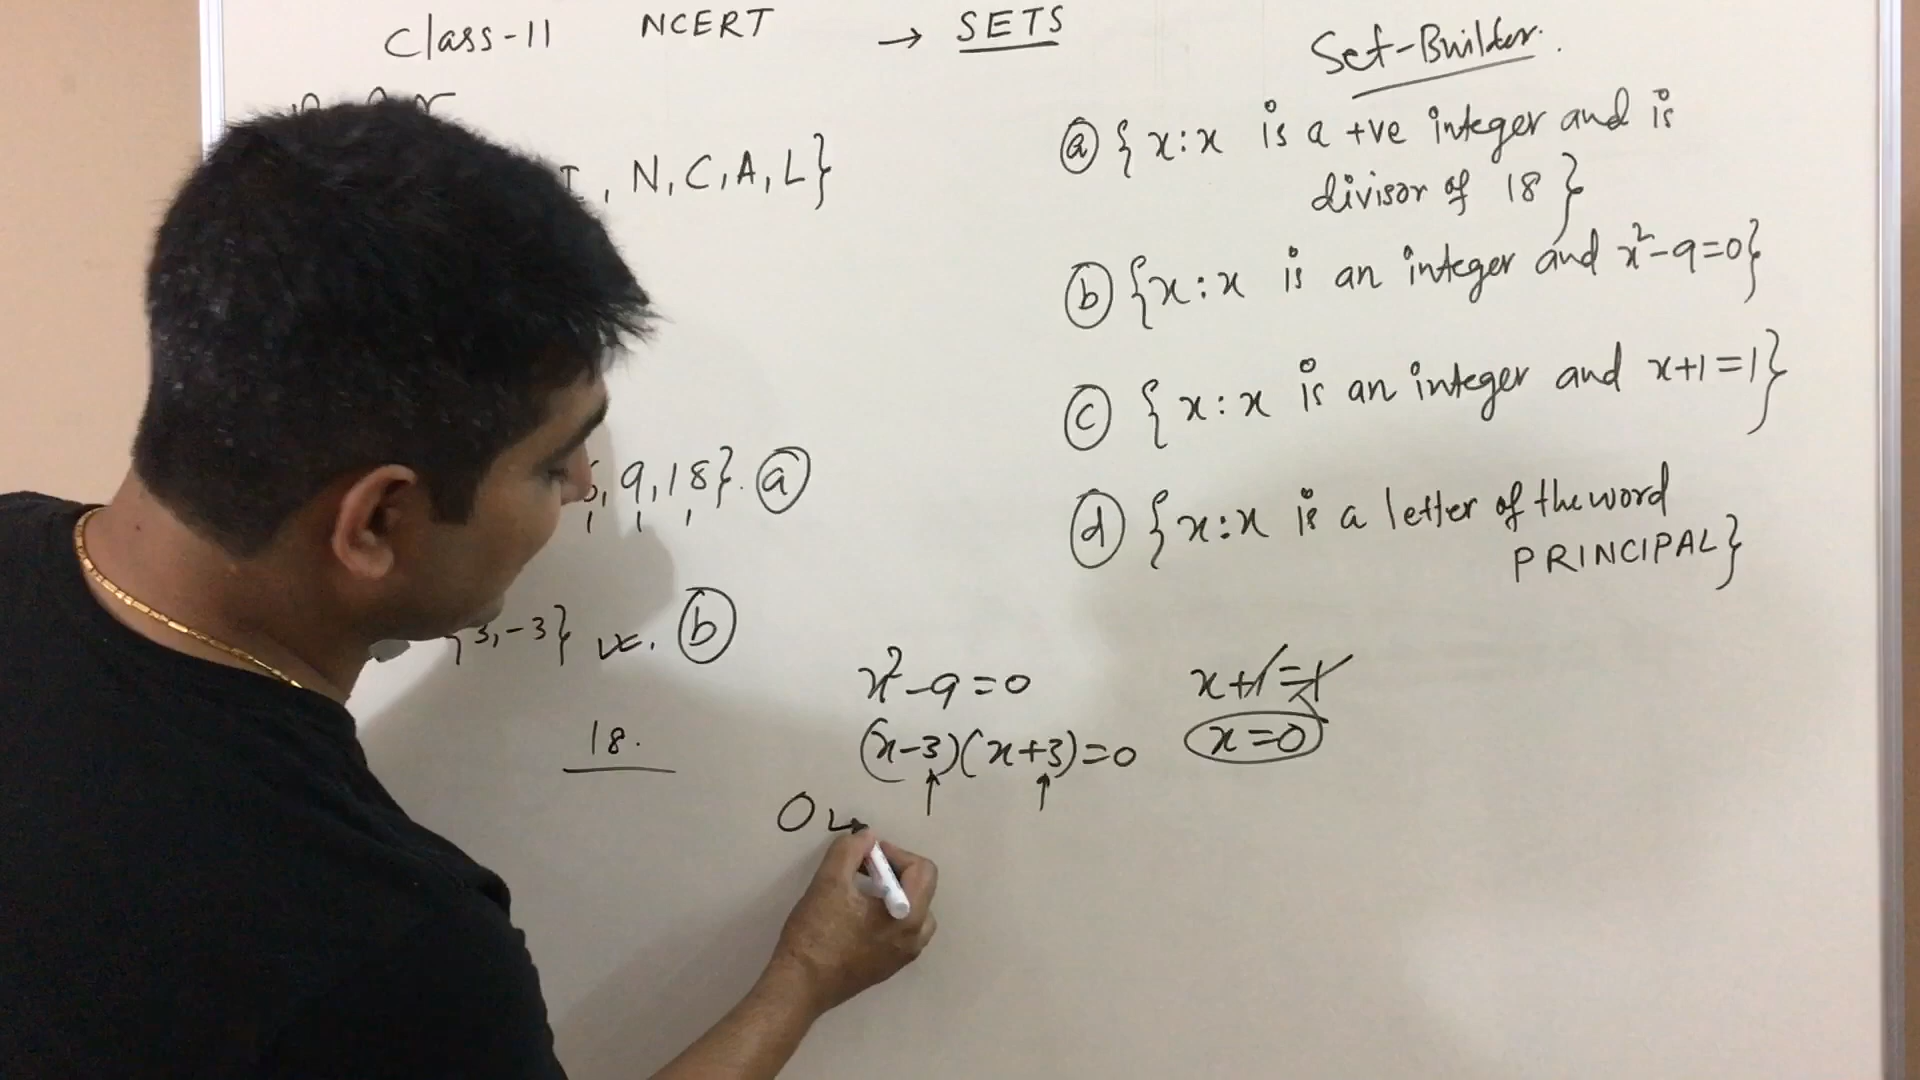 Class-11 NCERT → SETS
, N, C, A, L}
9, 18}. ⓐ
3, -3} ⓑ
18.
Set-Builder.
ⓐ {x:x is a +ve integer and is
divisor of 18}
ⓑ {x:x is an integer and x²-9=0}
ⓒ {x:x is an integer and x+1=1}
ⓓ {x:x is a letter of the word
PRINCIPAL}
x²-9=0
(x-3)(x+3)=0
x+1=1
x=0
0